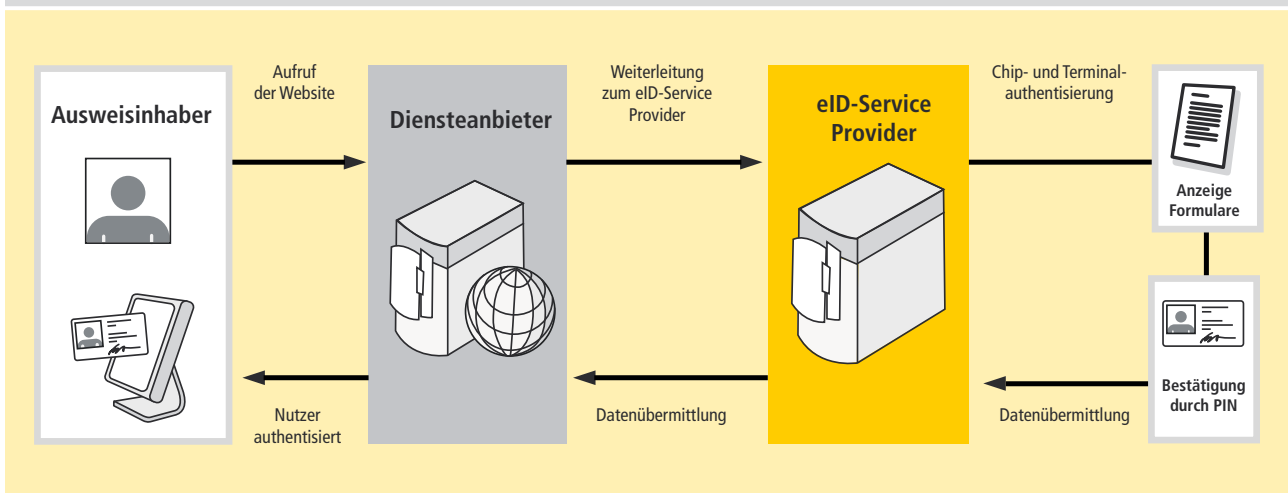 Ausweisinhaber
Aufruf
der Website
Diensteanbieter
Weiterleitung
zum eID-Service
Provider
eID-Service
Provider
Chip- und Terminal-
authentisierung
Anzeige
Formulare
Bestätigung
durch PIN
Datenübermittlung
Datenübermittlung
Nutzer
authentisiert